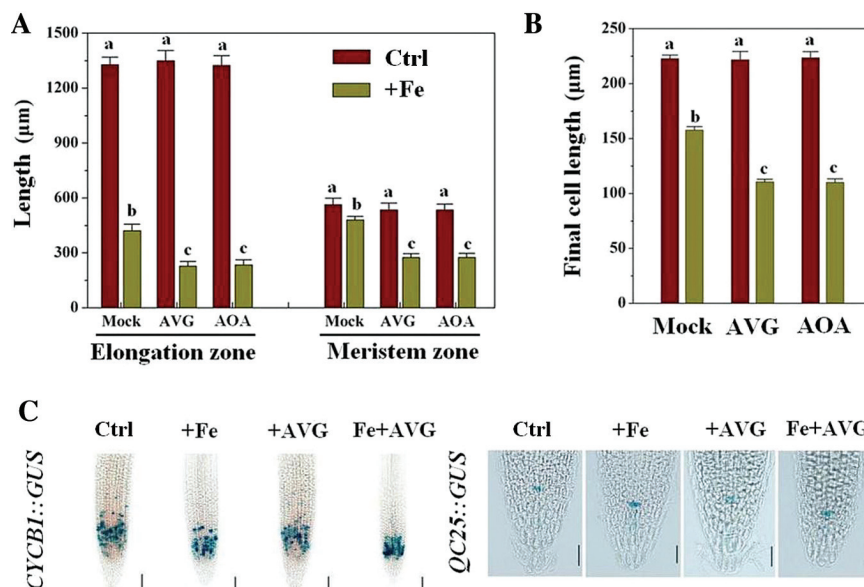 A
Length (μm)
1500
1200
900
600
300
0
a
a
a
b
c
c
a
b
a
c
a
c
Ctrl
+Fe
Mock
AVG
AOA
Mock
AVG
AOA
Elongation zone
Meristem zone
B
Final cell length (μm)
250
225
200
150
100
50
25
0
a
b
a
c
a
c
Mock
AVG
AOA
C
CYCB1::GUS
Ctrl
+Fe
+AVG
Fe+AVG
QC25::GUS
Ctrl
+Fe
+AVG
Fe+AVG